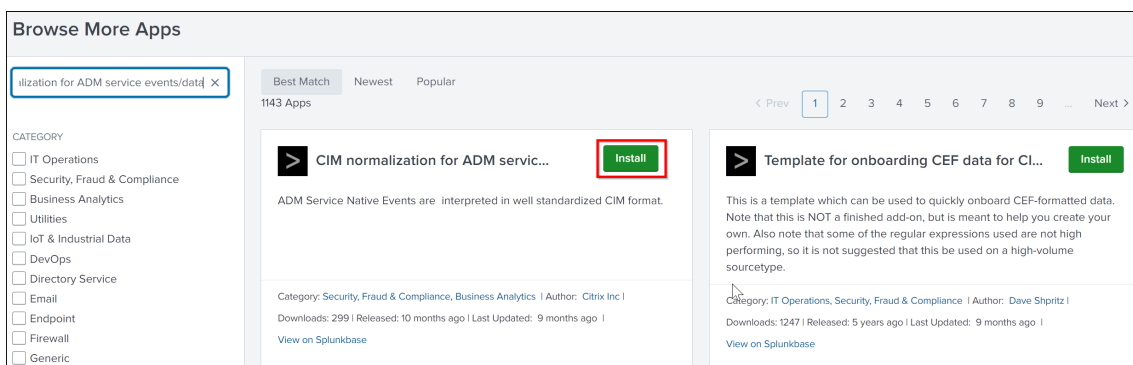 Browse More Apps
ilization for ADM service events/data ×
CATEGORY
IT Operations
Security, Fraud & Compliance
Business Analytics
Utilities
IoT & Industrial Data
DevOps
Directory Service
Email
Endpoint
Firewall
Generic
Best Match Newest Popular
1143 Apps
< Prev 1 2 3 4 5 6 7 8 9 ... Next >
CIM normalization for ADM servic... Install
ADM Service Native Events are interpreted in well standardized CIM format.
Category: Security, Fraud & Compliance, Business Analytics | Author: Citrix Inc |
Downloads: 299 | Released: 10 months ago | Last Updated: 9 months ago |
View on Splunkbase
Template for onboarding CEF data for CI... Install
This is a template which can be used to quickly onboard CEF-formatted data.
Note that this is NOT a finished add-on, but is meant to help you create your
own. Also note that some of the regular expressions used are not high
performing, so it is not suggested that this be used on a high-volume
sourcetype.
Category: IT Operations, Security, Fraud & Compliance | Author: Dave Shpritz |
Downloads: 1247 | Released: 5 years ago | Last Updated: 9 months ago |
View on Splunkbase